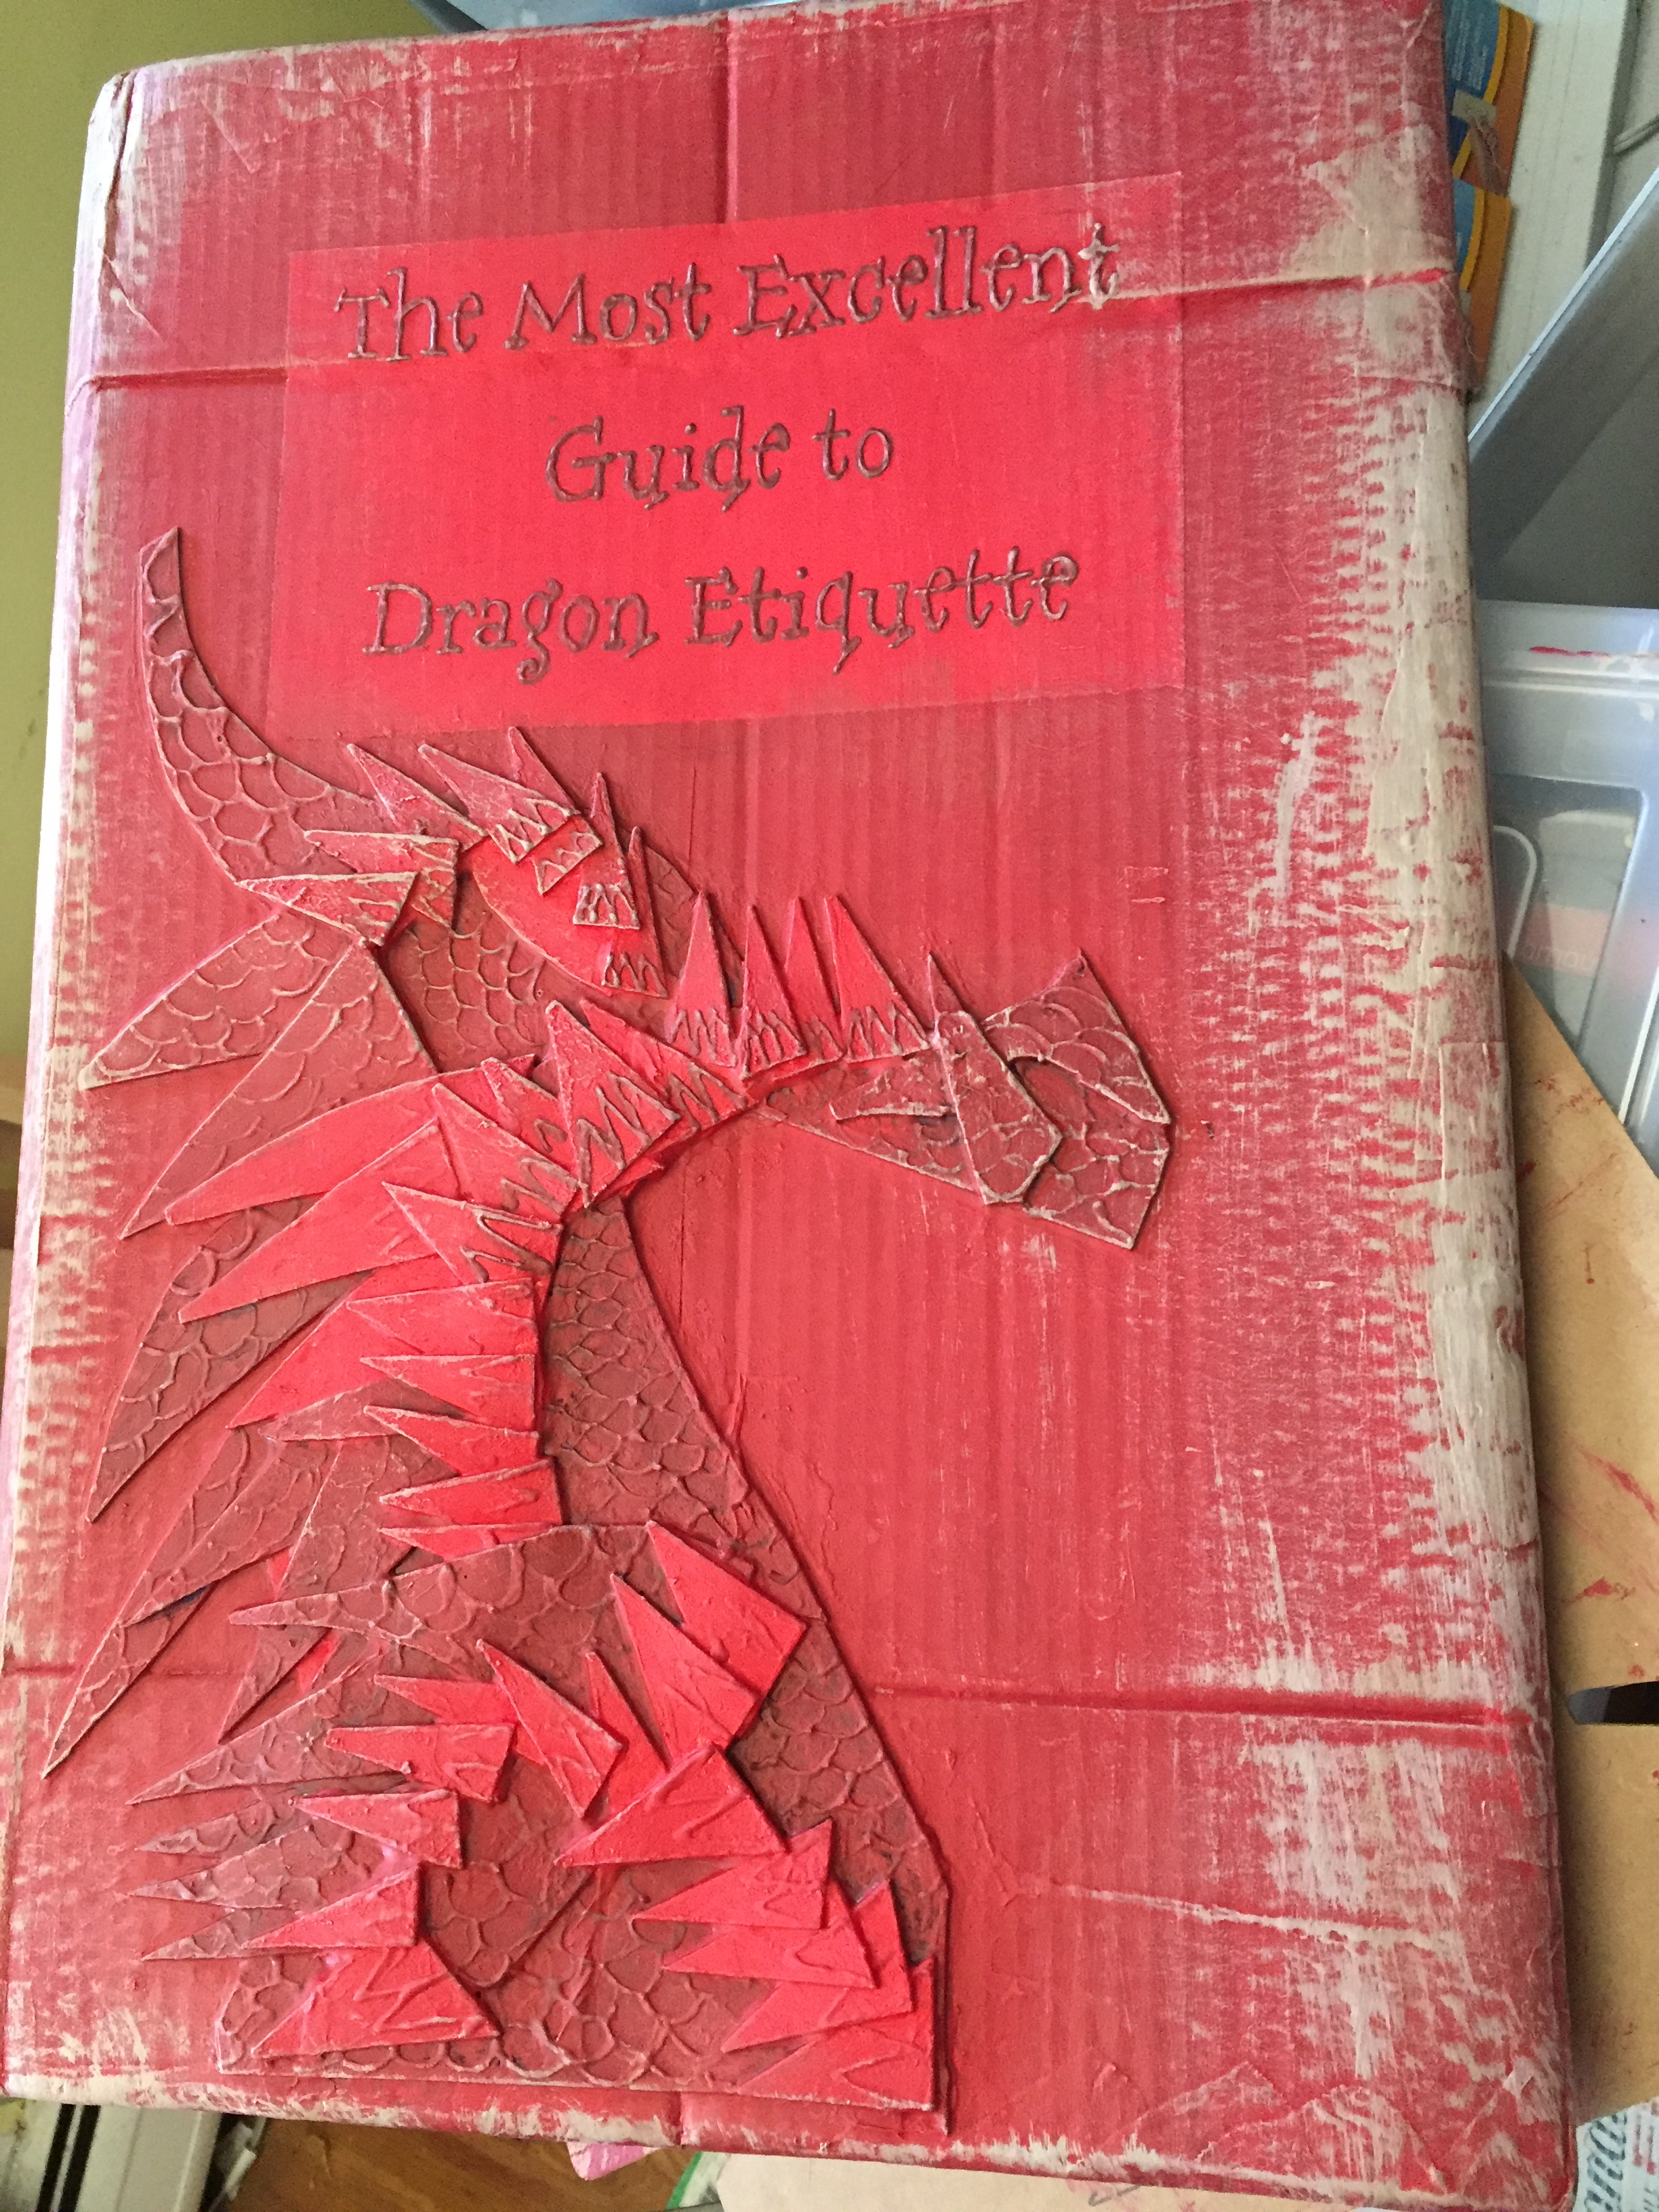 The Most Excellent
Guide to
Dragon Etiquette